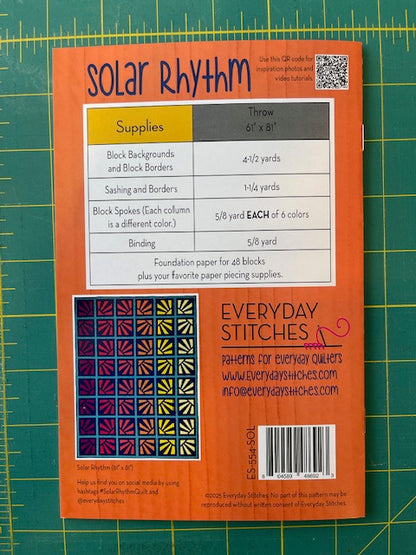 Solar Rhythm
Use this QR code for
inspiration photos and
video tutorials.
Supplies
Throw
61" x 81"
Block Backgrounds
and Block Borders
4-1/2 yards
Sashing and Borders
1-1/4 yards
Block Spokes (Each column
is a different color.)
5/8 yard EACH of 6 colors
Binding
5/8 yard
Foundation paper for 48 blocks
plus your favorite paper piecing supplies.
EVERYDAY
STITCHES
Patterns for Everyday Quilters
www.EverydayStitches.com
info@everydaystitches.com
ES-554-SOL
Solar Rhythm (61" x 81")
Help us find you on social media by using
hashtags #SolarRhythmQuilt and
@everydaystitches
©2025 Everyday Stitches. No part of this pattern may be
reproduced without written consent of Everyday Stitches.